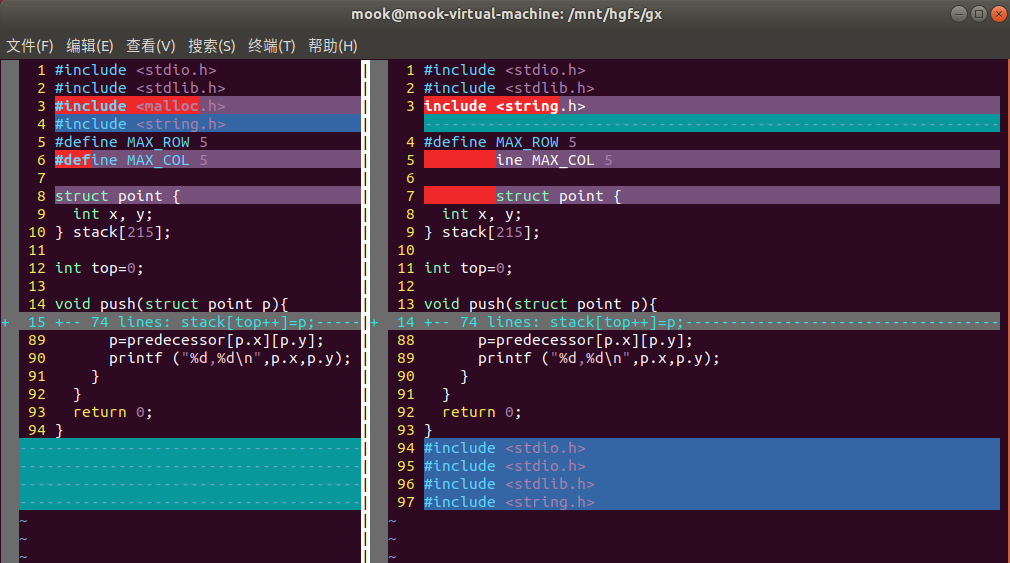 mook@mook-virtual-machine: /mnt/hgfs/gx
文件(F) 编辑(E) 查看(V) 搜索(S) 终端(T) 帮助(H)
1 #include <stdio.h>
2 #include <stdlib.h>
3 #include <malloc.h>
4 #include <string.h>
5 #define MAX_ROW 5
6 #define MAX_COL 5
7
8 struct point {
9   int x, y;
10 } stack[215];
11
12 int top=0;
13
14 void push(struct point p){
+ 15 +-- 74 lines: stack[top++]=p;-----
89       p=predecessor[p.x][p.y];
90       printf ("%d,%d\n",p.x,p.y);
91     }
92   }
93   return 0;
94 }
----------------------------------
----------------------------------
----------------------------------
----------------------------------
~
~
~
1 #include <stdio.h>
2 #include <stdlib.h>
3 include <string.h>
----------------------------------------------------------------
4 #define MAX_ROW 5
5         ine MAX_COL 5
6
7         struct point {
8   int x, y;
9 } stack[215];
10
11 int top=0;
12
13 void push(struct point p){
+ 14 +-- 74 lines: stack[top++]=p;-----------------------------------
88       p=predecessor[p.x][p.y];
89       printf ("%d,%d\n",p.x,p.y);
90     }
91   }
92   return 0;
93 }
94 #include <stdio.h>
95 #include <stdio.h>
96 #include <stdlib.h>
97 #include <string.h>
~
~
~